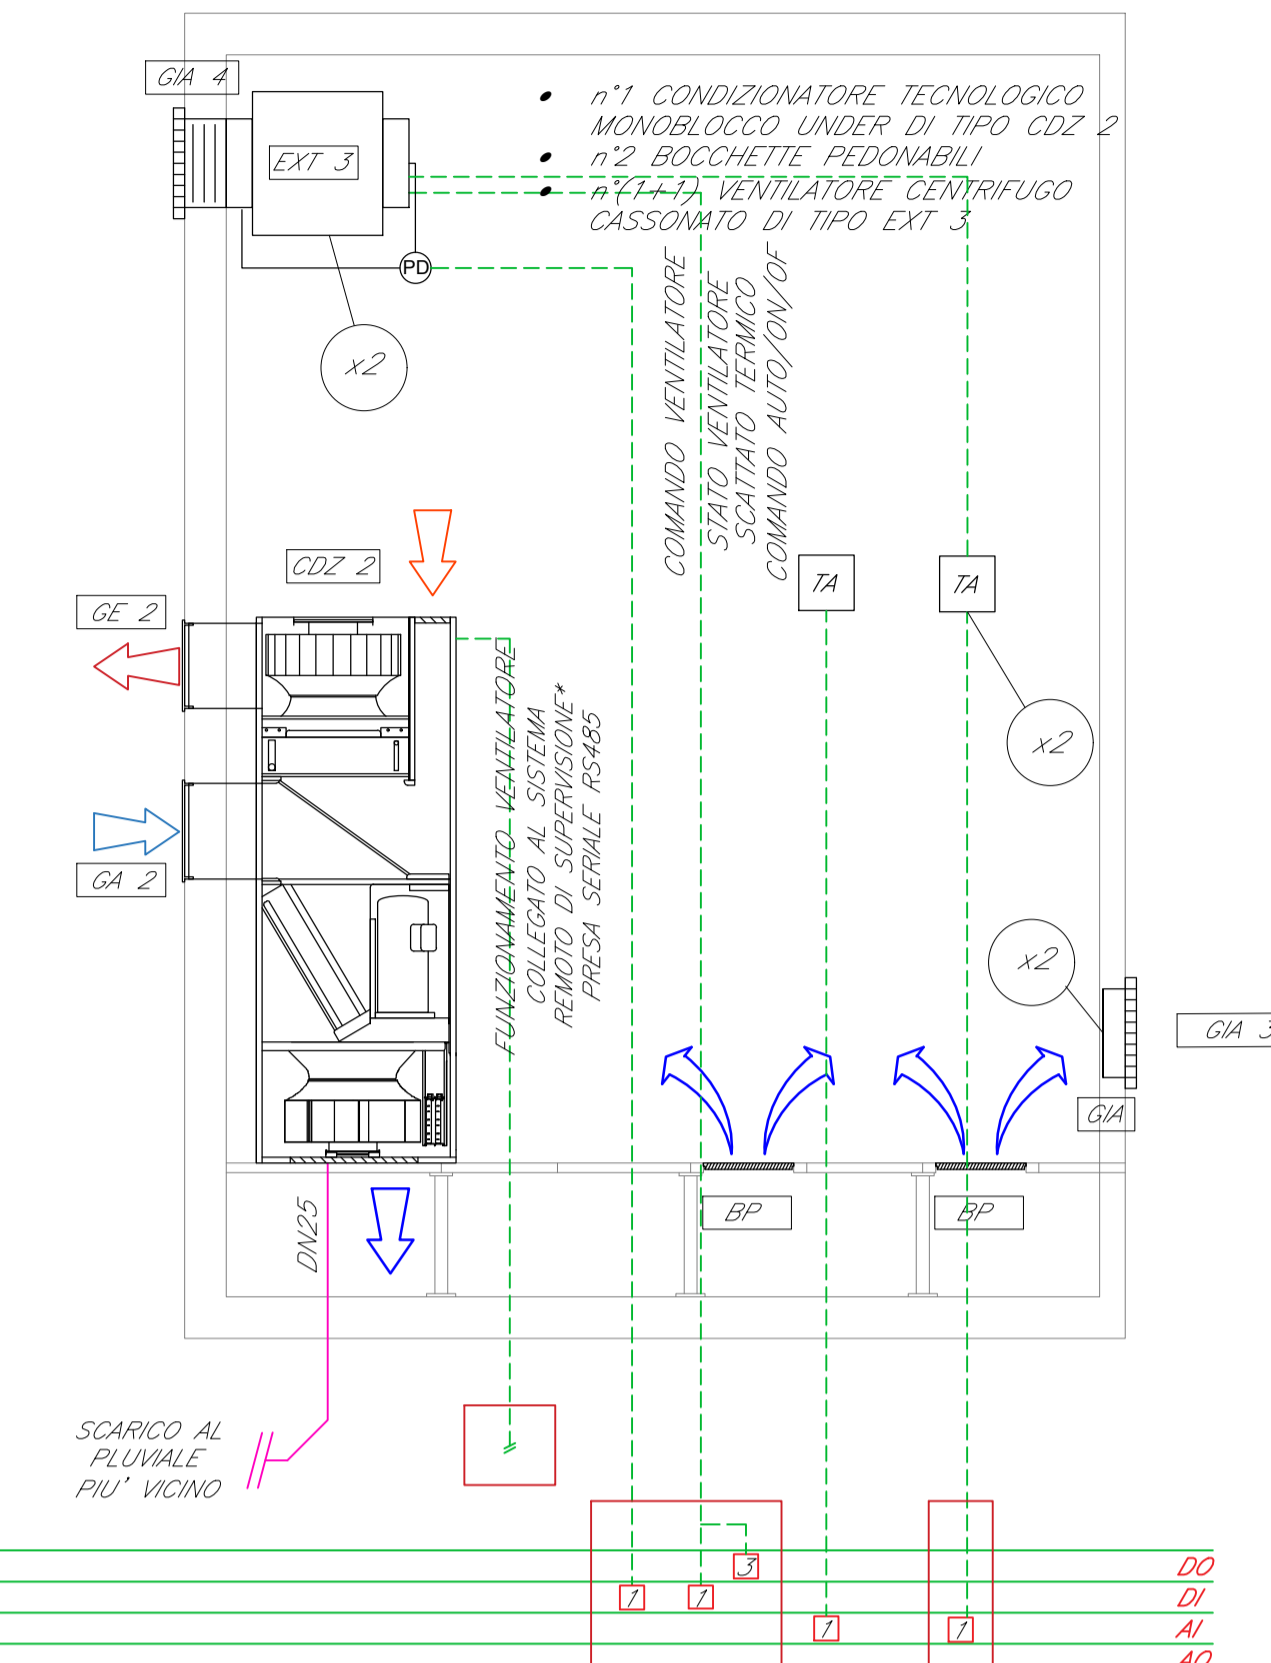 GIA 4
• n°1 CONDIZIONATORE TECNOLOGICO
MONOBLOCCO UNDER DI TIPO CDZ 2
• n°2 BOCCHETTE PEDONABILI
• n°(1+1) VENTILATORE CENTRIFUGO
CASSONATO DI TIPO EXT 3
EXT 3
PD
x2
COMANDO VENTILATORE
STATO VENTILATORE
SCATTATO TERMICO
COMANDO AUTO/ON/OF
CDZ 2
TA
TA
GE 2
x2
FUNZIONAMENTO VENTILATORE
COLLEGATO AL SISTEMA
REMOTO DI SUPERVISIONE*
PRESA SERIALE RS485
GA 2
x2
GIA 3
GIA
BP
BP
DN25
SCARICO AL
PLUVIALE
PIU' VICINO
3
DO
1
1
DI
1
1
AI
AO